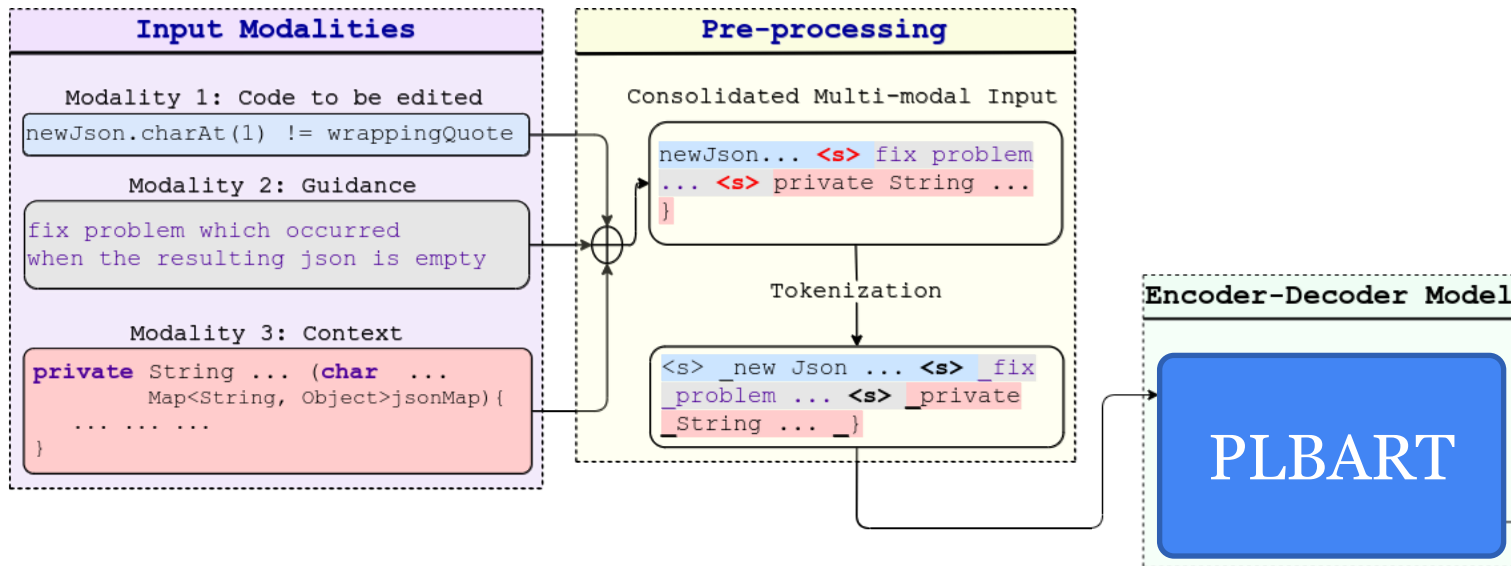 Input Modalities
Modality 1: Code to be edited
newJson.charAt(1) != wrappingQuote
Modality 2: Guidance
fix problem which occurred
when the resulting json is empty
Modality 3: Context
private String ... (char ...
Map<String, Object>jsonMap){
... ... ...
}
Pre-processing
Consolidated Multi-modal Input
newJson... <s> fix problem
... <s> private String ...
}
Tokenization
<s> _new Json ... <s> _fix
_problem ... <s> _private
_String ... _}
Encoder-Decoder Model
PLBART